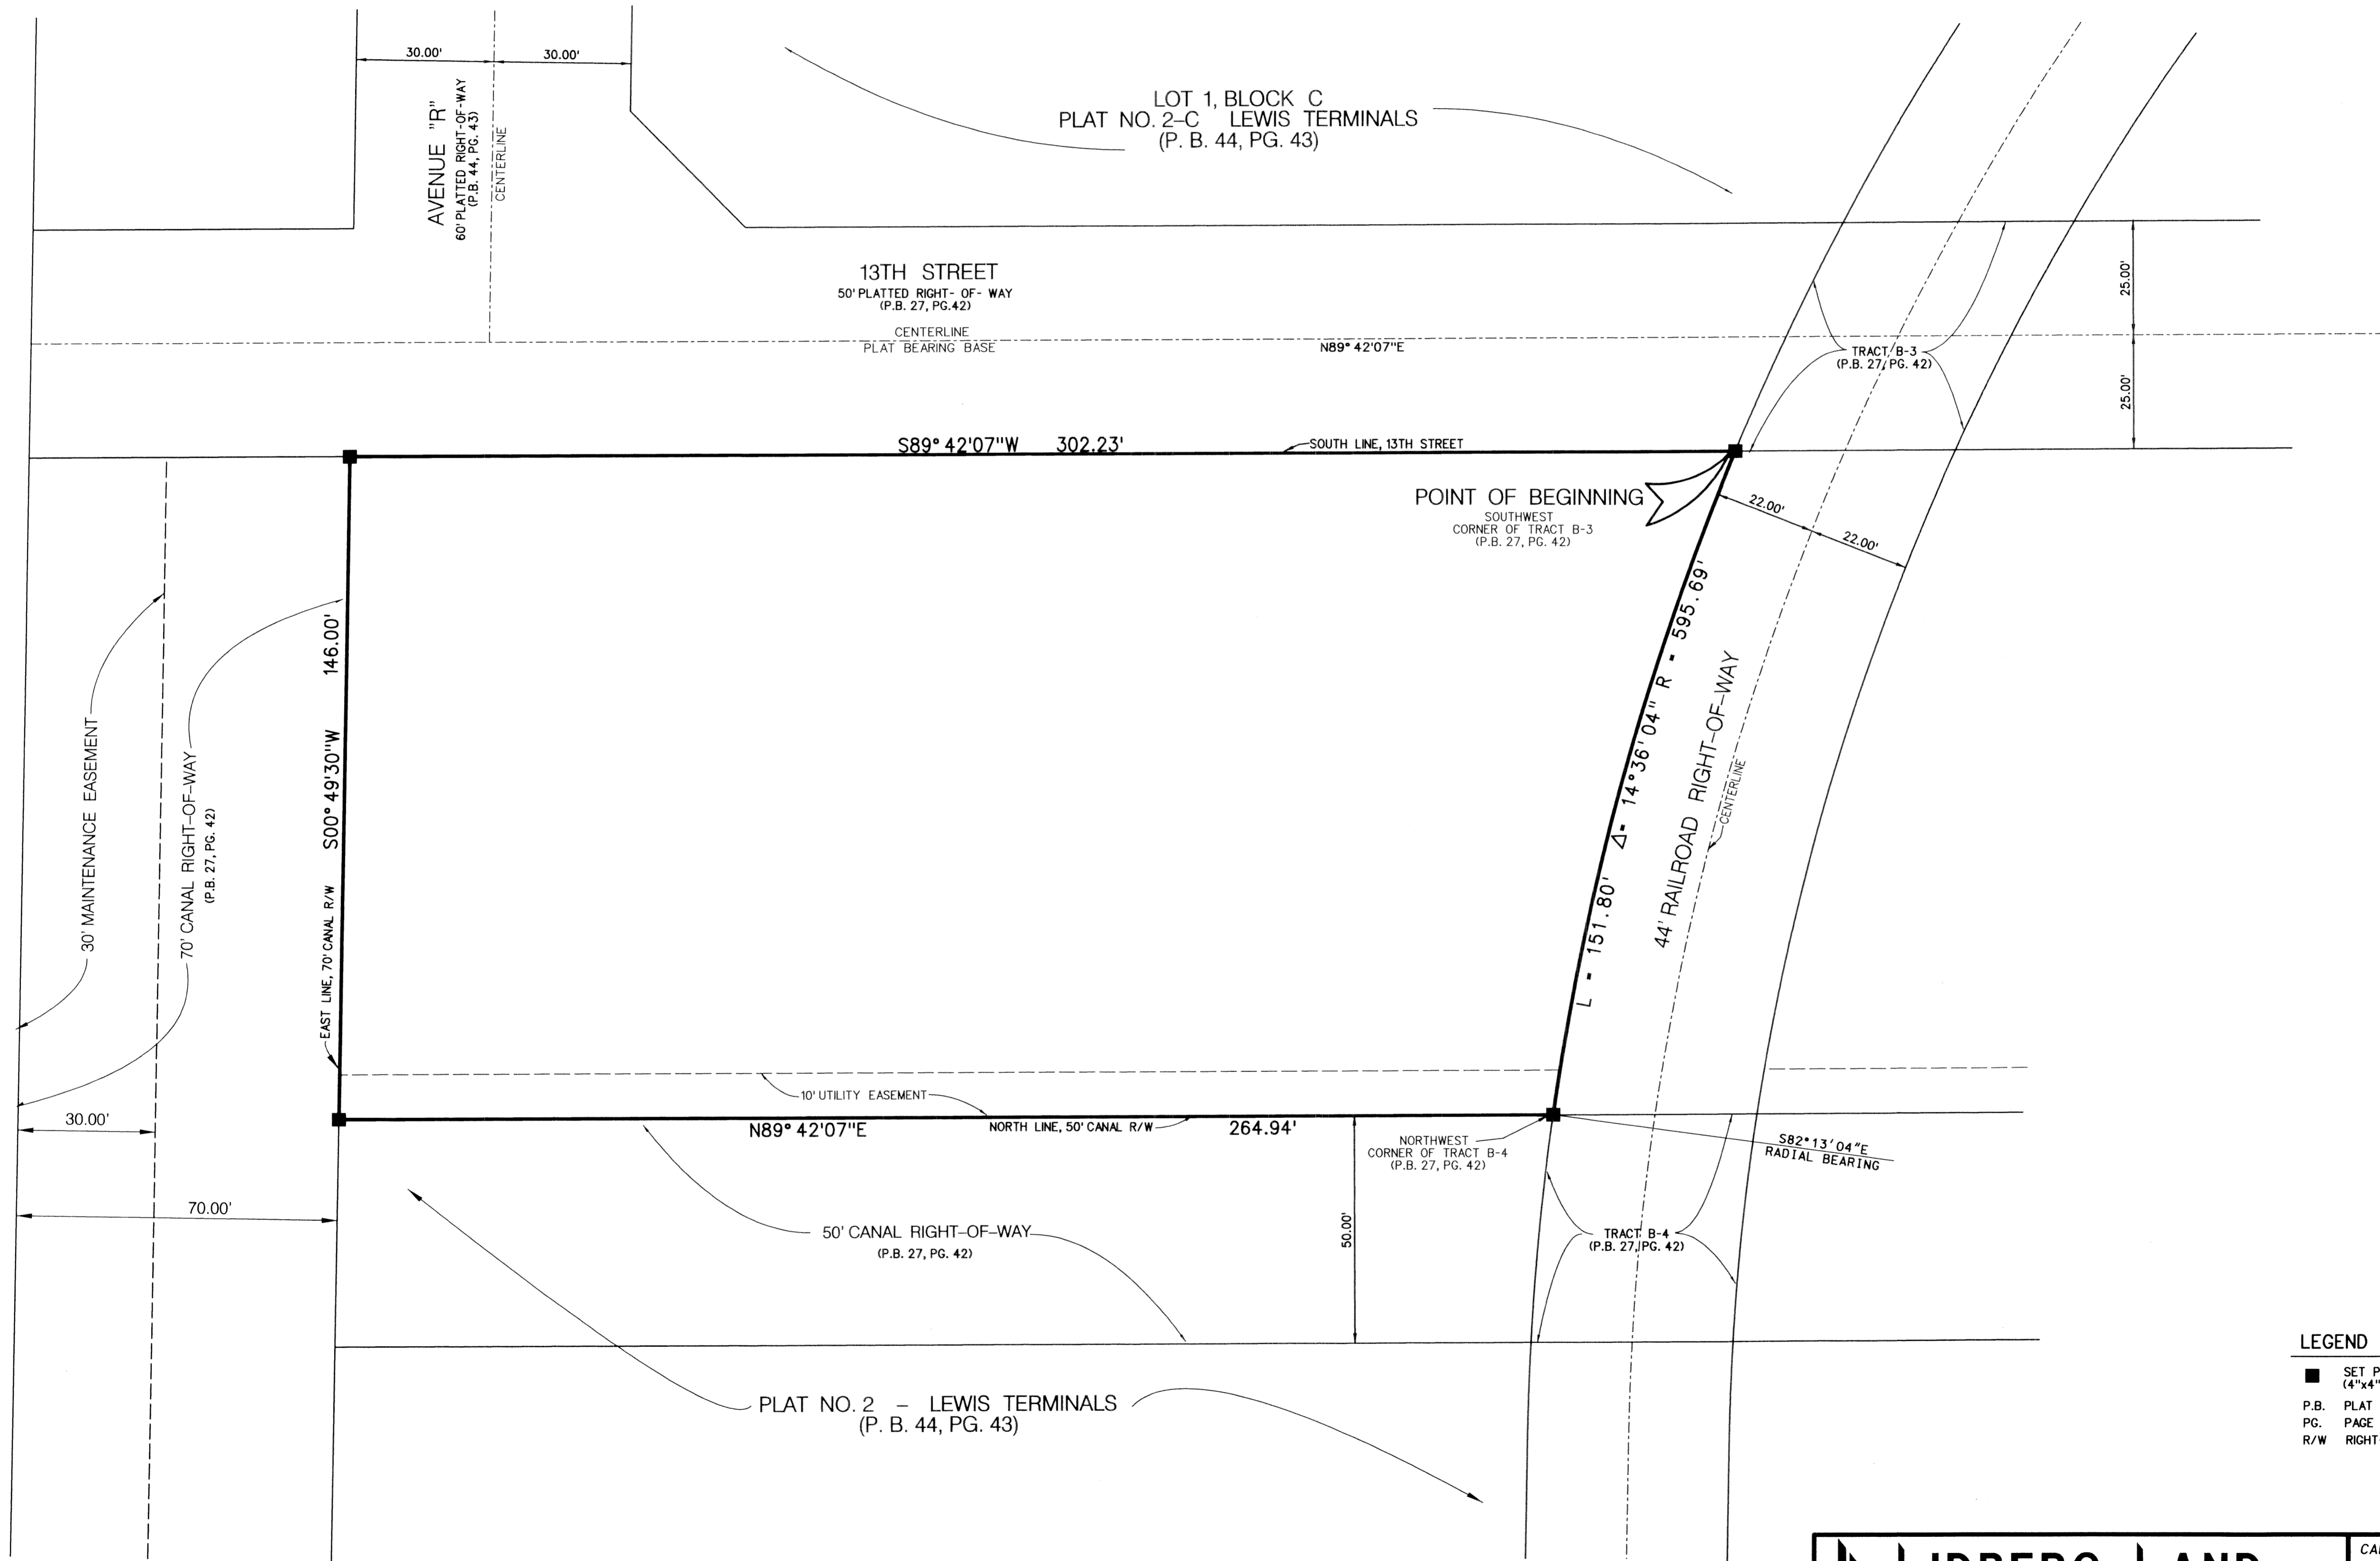 30.00'
30.00'
AVENUE "R"
60' PLATTED RIGHT-OF-WAY
(P.B. 44, PG. 43)
CENTERLINE
LOT 1, BLOCK C
PLAT NO. 2-C LEWIS TERMINALS
(P. B. 44, PG. 43)
13TH STREET
50' PLATTED RIGHT- OF- WAY
(P.B. 27, PG.42)
CENTERLINE
PLAT BEARING BASE
N89° 42'07"E
TRACT B-3
(P.B. 27, PG. 42)
25.00'
25.00'
S89° 42'07"W 302.23'
SOUTH LINE, 13TH STREET
POINT OF BEGINNING
SOUTHWEST
CORNER OF TRACT B-3
(P.B. 27, PG. 42)
22.00'
22.00'
L = 151.80' Δ= 14°36'04" R = 595.69'
44' RAILROAD RIGHT-OF-WAY
CENTERLINE
30' MAINTENANCE EASEMENT
70' CANAL RIGHT-OF-WAY
(P.B. 27, PG. 42)
EAST LINE, 70' CANAL R/W
S00° 49'30"W 146.00'
10' UTILITY EASEMENT
N89° 42'07"E
NORTH LINE, 50' CANAL R/W
264.94'
NORTHWEST
CORNER OF TRACT B-4
(P.B. 27, PG. 42)
S82°13'04"E
RADIAL BEARING
30.00'
70.00'
50' CANAL RIGHT-OF-WAY
(P.B. 27, PG. 42)
50.00'
TRACT B-4
(P.B. 27, PG. 42)
PLAT NO. 2 - LEWIS TERMINALS
(P. B. 44, PG. 43)
LEGEND
SET P
(4"x4"
P.B. PLAT
PG. PAGE
R/W RIGHT